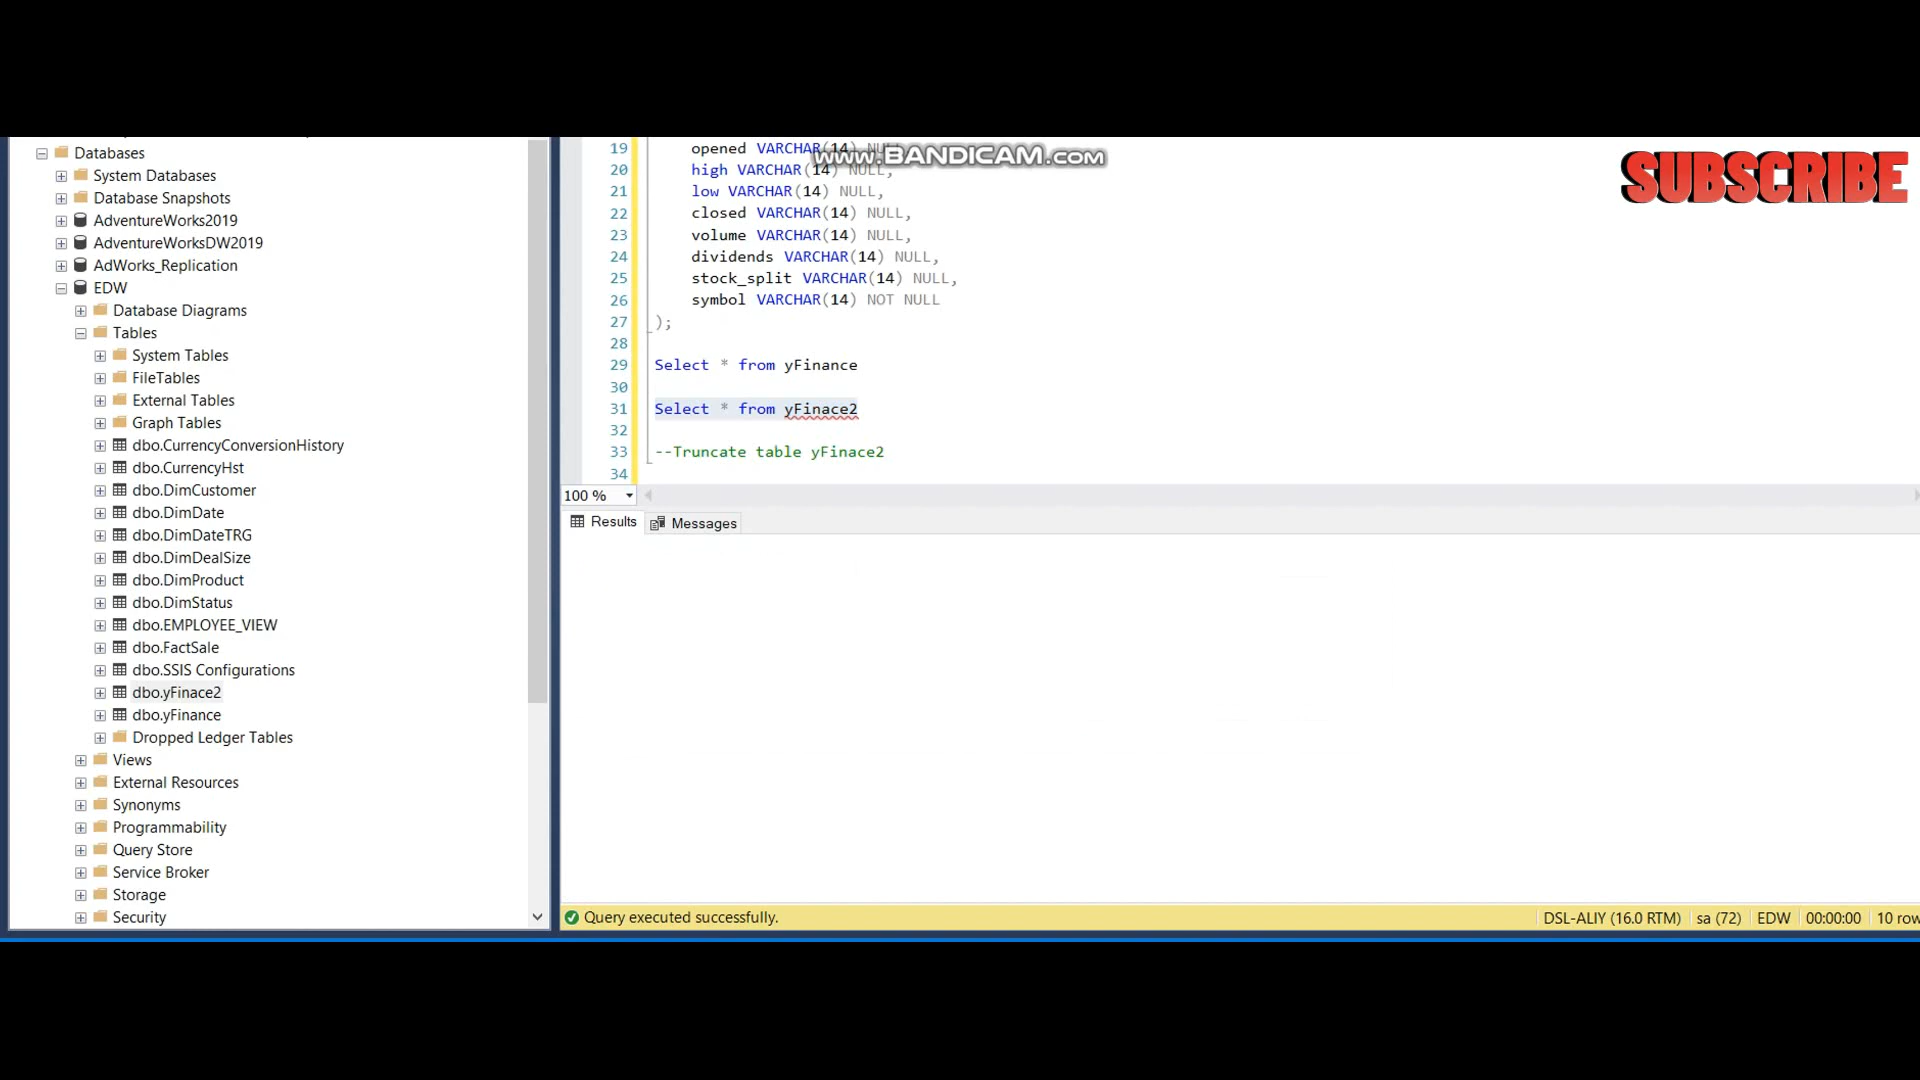 Databases
System Databases
Database Snapshots
AdventureWorks2019
AdventureWorksDW2019
AdWorks_Replication
EDW
Database Diagrams
Tables
System Tables
FileTables
External Tables
Graph Tables
dbo.CurrencyConversionHistory
dbo.CurrencyHst
dbo.DimCustomer
dbo.DimDate
dbo.DimDateTRG
dbo.DimDealSize
dbo.DimProduct
dbo.DimStatus
dbo.EMPLOYEE_VIEW
dbo.FactSale
dbo.SSIS Configurations
dbo.yFinace2
dbo.yFinance
Dropped Ledger Tables
Views
External Resources
Synonyms
Programmability
Query Store
Service Broker
Storage
Security
19 opened VARCHAR(14) NULL,
www.BANDICAM.com
20 high VARCHAR(14) NULL,
21 low VARCHAR(14) NULL,
22 closed VARCHAR(14) NULL,
23 volume VARCHAR(14) NULL,
24 dividends VARCHAR(14) NULL,
25 stock_split VARCHAR(14) NULL,
26 symbol VARCHAR(14) NOT NULL
27 );
28
29 Select * from yFinance
30
31 Select * from yFinace2
32
33 --Truncate table yFinace2
34
100 %
Results Messages
Query executed successfully. DSL-ALIY (16.0 RTM) sa (72) EDW 00:00:00 10 row
SUBSCRIBE